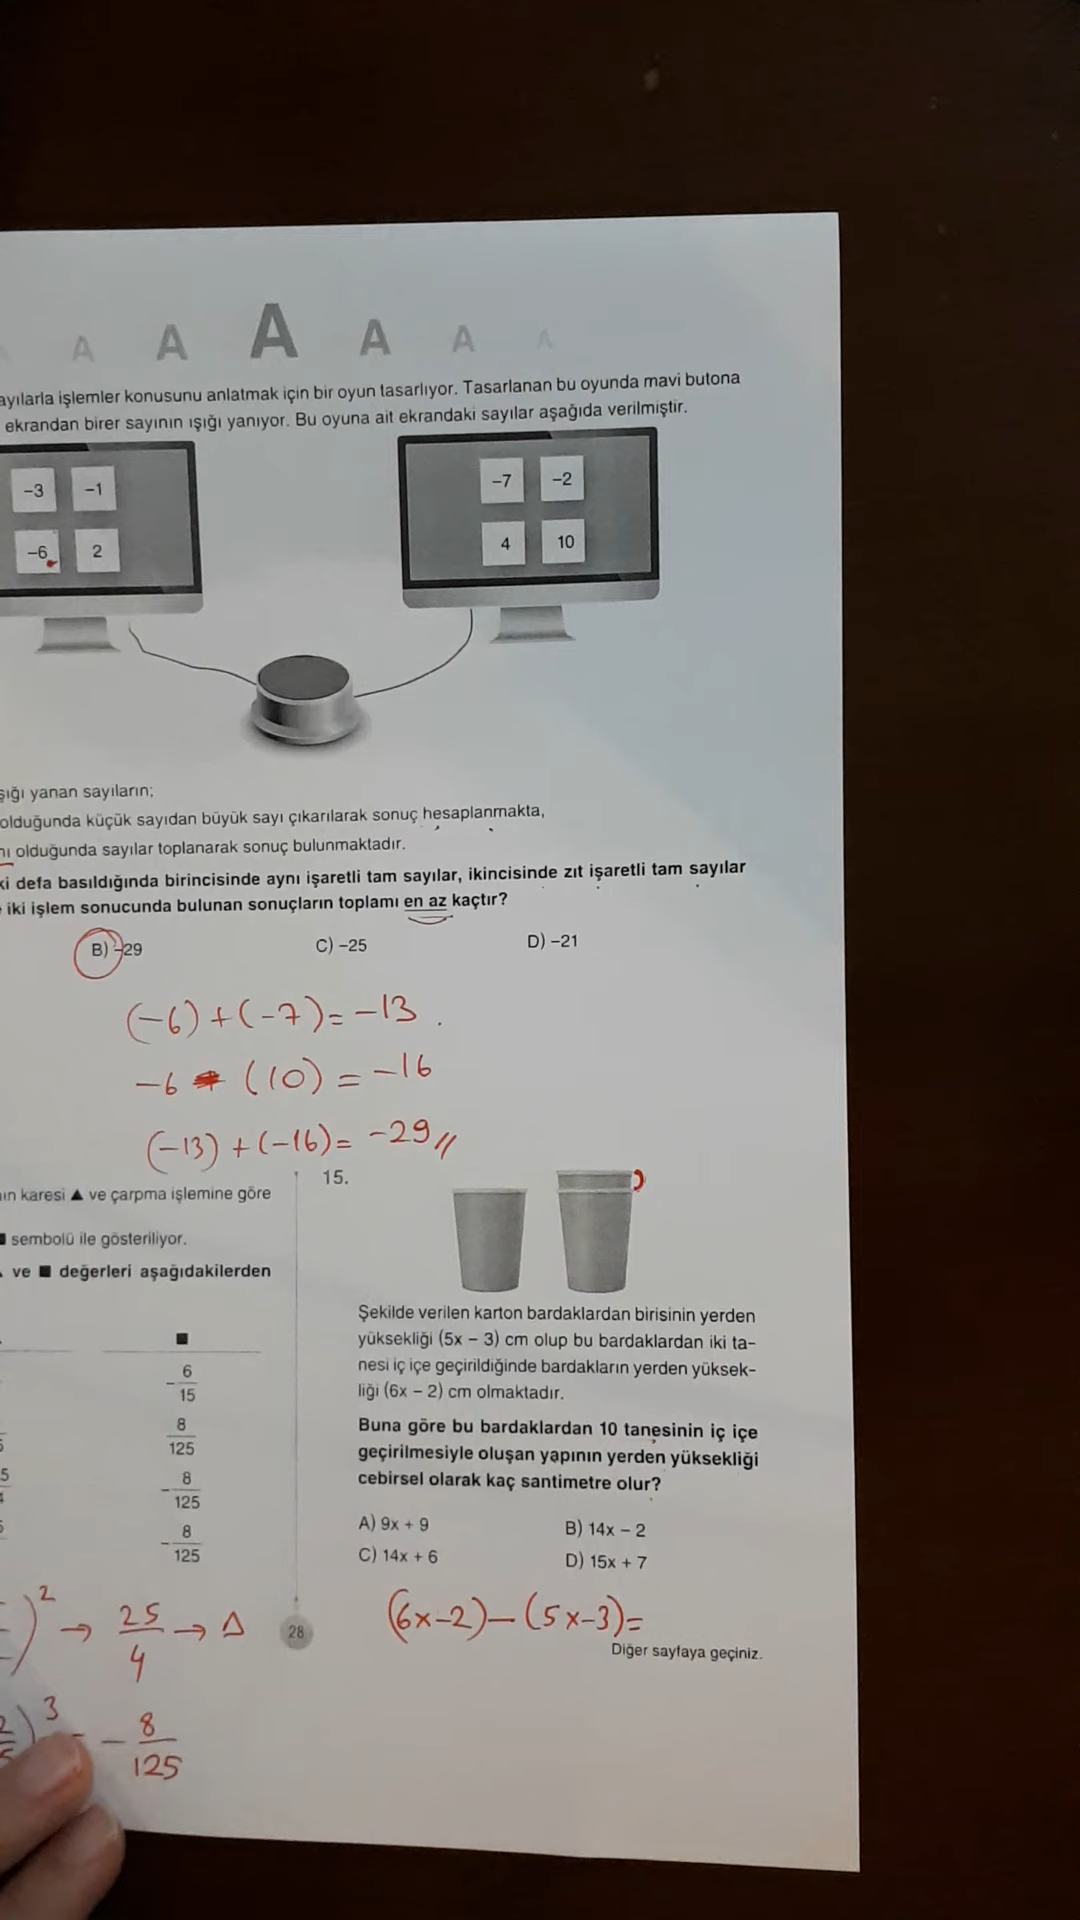 A A A A A A
ayılarla işlemler konusunu anlatmak için bir oyun tasarlıyor. Tasarlanan bu oyunda mavi butona
ekrandan birer sayının ışığı yanıyor. Bu oyuna ait ekrandaki sayılar aşağıda verilmiştir.
-3 -1
-6 2
-7 -2
4 10
şığı yanan sayıların;
olduğunda küçük sayıdan büyük sayı çıkarılarak sonuç hesaplanmakta,
nı olduğunda sayılar toplanarak sonuç bulunmaktadır.
ki defa basıldığında birincisinde aynı işaretli tam sayılar, ikincisinde zıt işaretli tam sayılar
iki işlem sonucunda bulunan sonuçların toplamı en az kaçtır?
B) -29 C) -25 D) -21
(-6)+(-7)=-13
-6 (10) = -16
(-13)+(-16)= -29//
ın karesi ▲ ve çarpma işlemine göre
■ sembolü ile gösteriliyor.
ve ■ değerleri aşağıdakilerden
■
-6/15
8/125
-8/125
-8/125
)² → 25/4 → Δ
)³ = -8/125
28
15.
Şekilde verilen karton bardaklardan birisinin yerden
yüksekliği (5x – 3) cm olup bu bardaklardan iki ta-
nesi iç içe geçirildiğinde bardakların yerden yüksek-
liği (6x – 2) cm olmaktadır.
Buna göre bu bardaklardan 10 tanesinin iç içe
geçirilmesiyle oluşan yapının yerden yüksekliği
cebirsel olarak kaç santimetre olur?
A) 9x + 9 B) 14x – 2
C) 14x + 6 D) 15x + 7
(6x-2)-(5x-3)=
Diğer sayfaya geçiniz.